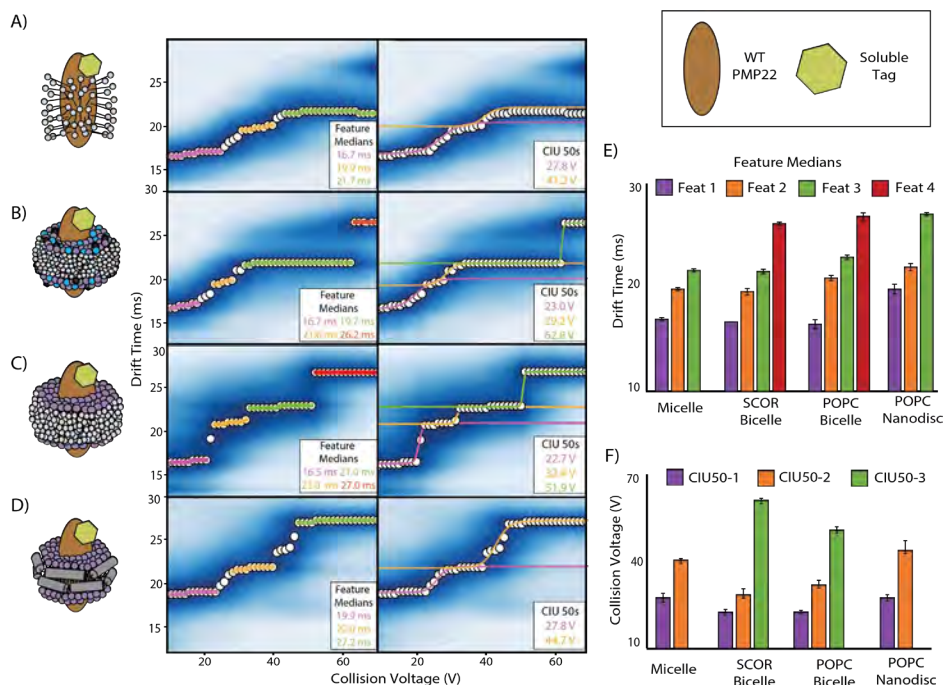 A)
WT
PMP22
Soluble
Tag
20
15
30
Feature
Medians
16.7 ms
19.9 ms
21.7 ms
CIU 50s
27.8 V
41.2 V
B)
25
20
15
Feature
Medians
16.7 ms 19.7 ms
21.6 ms 26.2 ms
CIU 50s
23.0 V
29.2 V
62.8 V
Drift Time (ms)
C)
30
25
20
15
Feature
Medians
16.5 ms 21.0 ms
23.0 ms 27.0 ms
CIU 50s
22.7 V
51.9 V
D)
30
25
20
15
Feature
Medians
19.3 ms
27.2 ms
CIU 50s
27.8 V
44.7 V
20 40 60 20 40 60
Collision Voltage (V)
E)
Feature Medians
30
Feat 1 Feat 2 Feat 3 Feat 4
Drift Time (ms)
20
10
Micelle SCOR Bicelle POPC Bicelle POPC Nanodisc
F)
70
CIU50-1 CIU50-2 CIU50-3
Collision Voltage (V)
40
10
Micelle SCOR Bicelle POPC Bicelle POPC Nanodisc